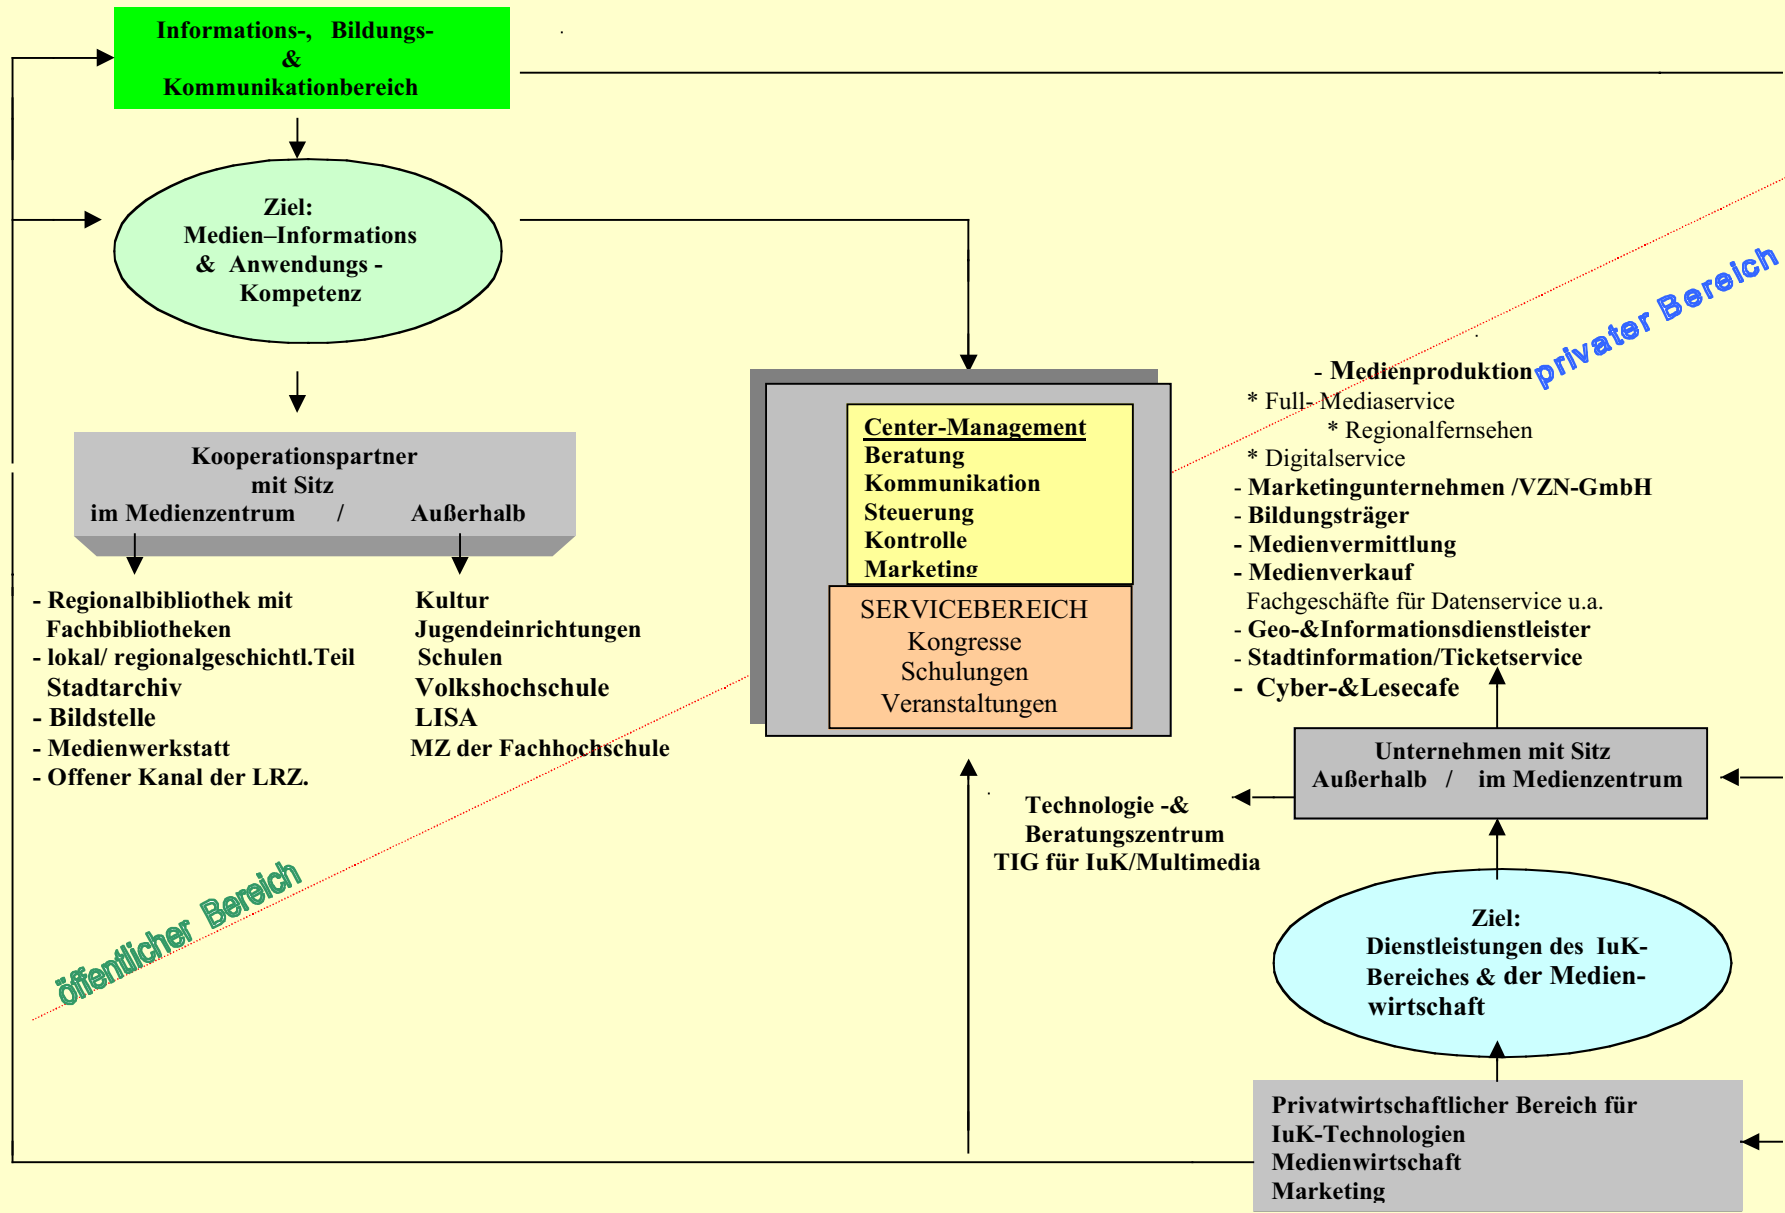 Informations-, Bildungs-
&
Kommunikationbereich
Ziel:
Medien–Informations
& Anwendungs -
Kompetenz
Kooperationspartner
mit Sitz
im Medienzentrum / Außerhalb
- Regionalbibliothek mit
Fachbibliotheken
- lokal/ regionalgeschichtl.Teil
Stadtarchiv
- Bildstelle
- Medienwerkstatt
- Offener Kanal der LRZ.
Kultur
Jugendeinrichtungen
Schulen
Volkshochschule
LISA
MZ der Fachhochschule
öffentlicher Bereich
Center-Management
Beratung
Kommunikation
Steuerung
Kontrolle
Marketing
SERVICEBEREICH
Kongresse
Schulungen
Veranstaltungen
privater Bereich
- Medienproduktion
* Full- Mediaservice
* Regionalfernsehen
* Digitalservice
- Marketingunternehmen /VZN-GmbH
- Bildungsträger
- Medienvermittlung
- Medienverkauf
Fachgeschäfte für Datenservice u.a.
- Geo-&Informationsdienstleister
- Stadtinformation/Ticketservice
- Cyber-&Lesecafe
Unternehmen mit Sitz
Außerhalb / im Medienzentrum
Technologie -&
Beratungszentrum
TIG für IuK/Multimedia
Ziel:
Dienstleistungen des IuK-
Bereiches & der Medien-
wirtschaft
Privatwirtschaftlicher Bereich für
IuK-Technologien
Medienwirtschaft
Marketing